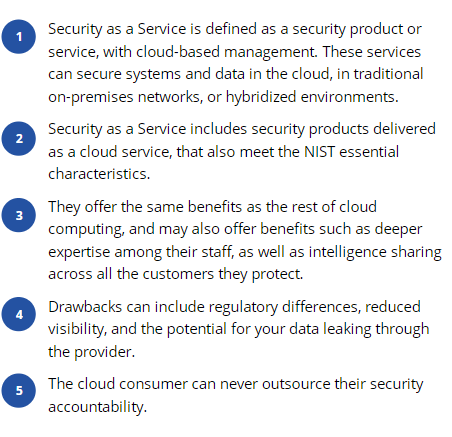 1
Security as a Service is defined as a security product or
service, with cloud-based management. These services
can secure systems and data in the cloud, in traditional
on-premises networks, or hybridized environments.
2
Security as a Service includes security products delivered
as a cloud service, that also meet the NIST essential
characteristics.
3
They offer the same benefits as the rest of cloud
computing, and may also offer benefits such as deeper
expertise among their staff, as well as intelligence sharing
across all the customers they protect.
4
Drawbacks can include regulatory differences, reduced
visibility, and the potential for your data leaking through
the provider.
5
The cloud consumer can never outsource their security
accountability.